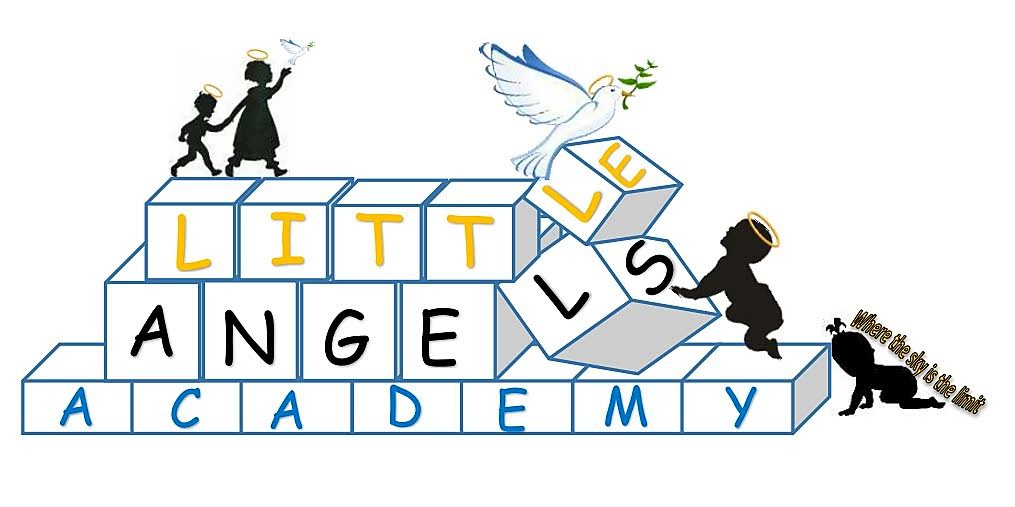 LITTLE
ANGELS
ACADEMY
Where the sky is the limit